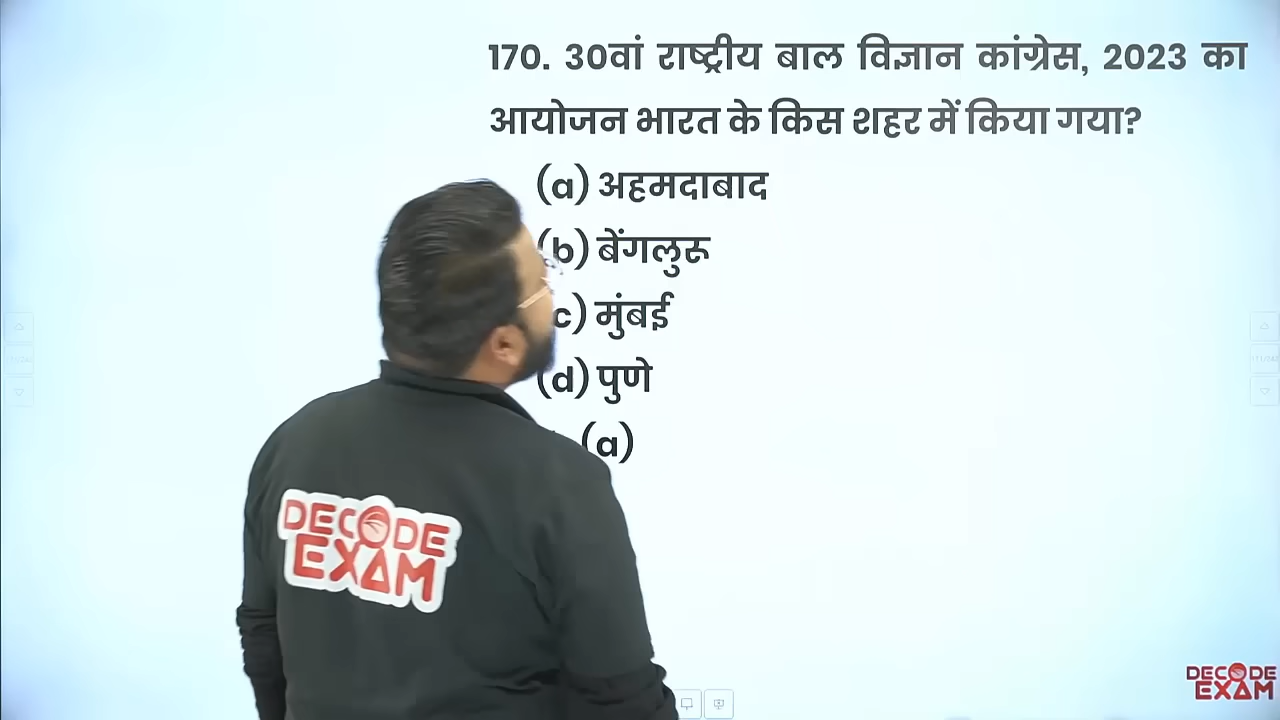 170. 30वां राष्ट्रीय बाल विज्ञान कांग्रेस, 2023 का
आयोजन भारत के किस शहर में किया गया?
(a) अहमदाबाद
(b) बेंगलुरू
c) मुंबई
(d) पुणे
(a)
DECODE
EXAM
DECODE
EXAM